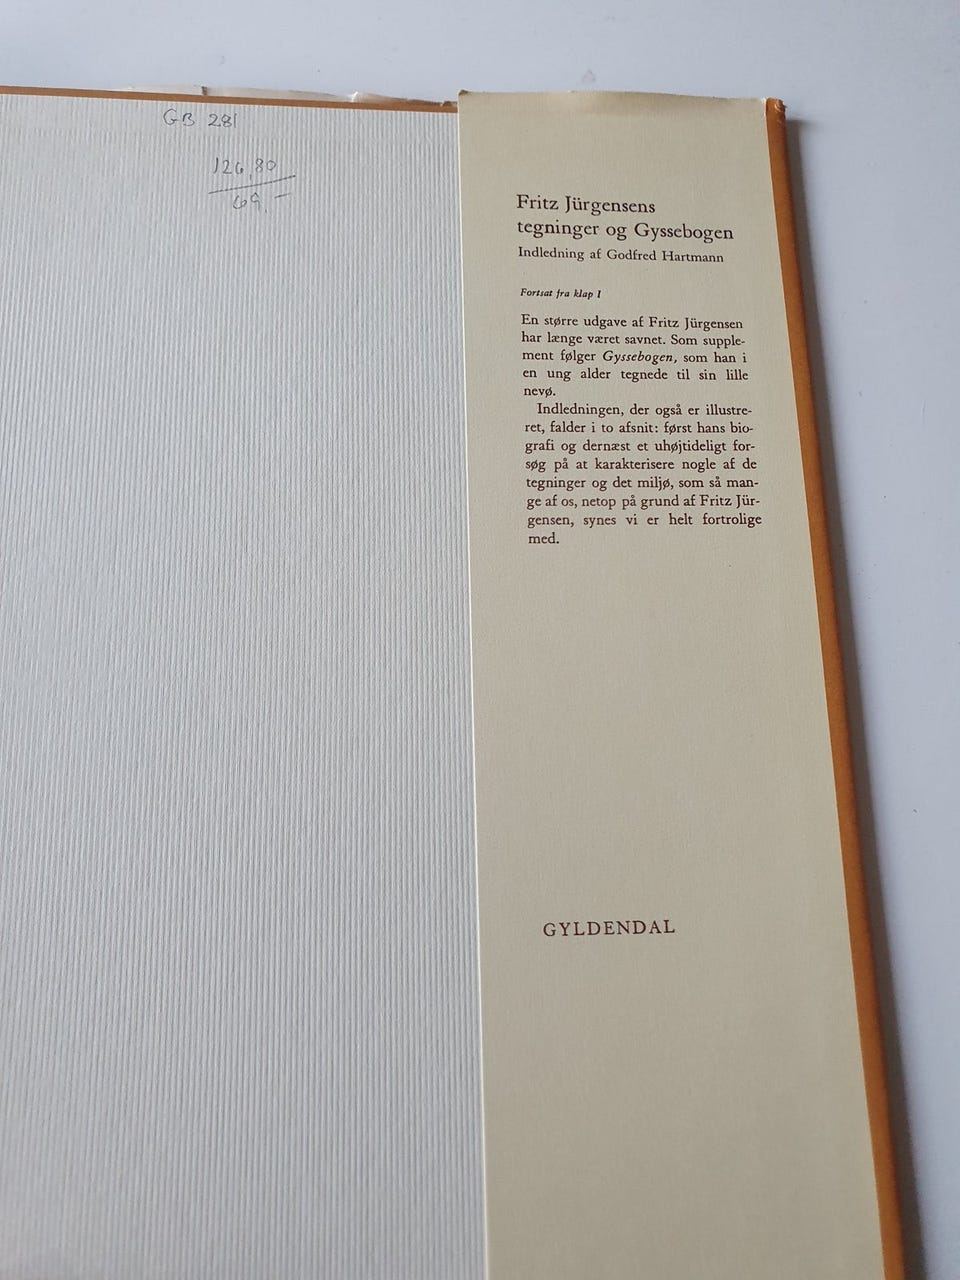 GB 281
126,80
69,-
Fritz Jürgensens
tegninger og Gyssebogen
Indledning af Godfred Hartmann
Fortsat fra klap 1
En større udgave af Fritz Jürgensen
har længe været savnet. Som supple-
ment følger Gyssebogen, som han i
en ung alder tegnede til sin lille
nevø.
Indledningen, der også er illustre-
ret, falder i to afsnit: først hans bio-
grafi og dernæst et uhøjtideligt for-
søg på at karakterisere nogle af de
tegninger og det miljø, som så man-
ge af os, netop på grund af Fritz Jür-
gensen, synes vi er helt fortrolige
med.
GYLDENDAL